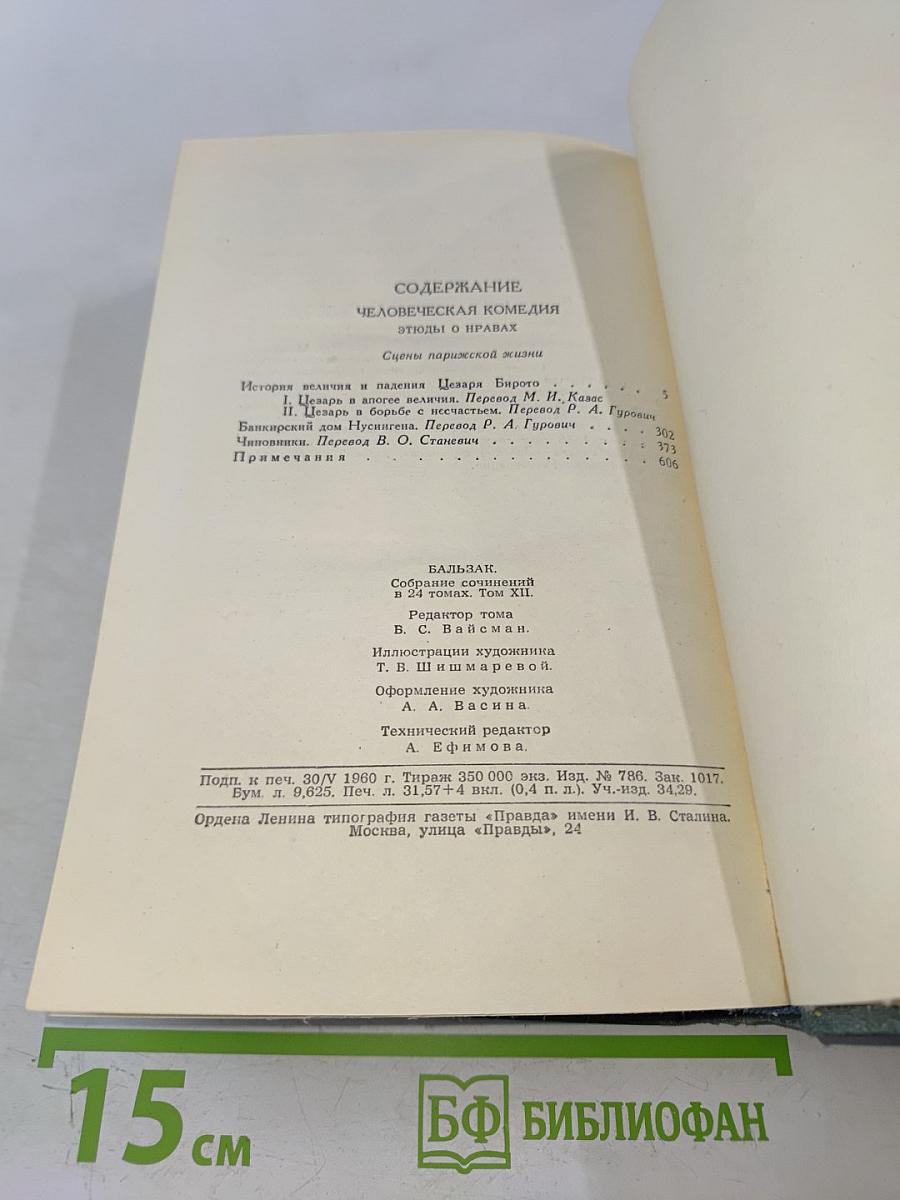 СОДЕРЖАНИЕ
ЧЕЛОВЕЧЕСКАЯ КОМЕДИЯ
ЭТЮДЫ О НРАВАХ
Сцены парижской жизни
История величия и падения Цезаря Бирото . . . . . . 5
I. Цезарь в апогее величия. Перевод М. И. Казас
II. Цезарь в борьбе с несчастьем. Перевод Р. А. Гурович
Банкирский дом Нусингена. Перевод Р. А. Гурович . . . . 302
Чиновники. Перевод В. О. Станевич . . . . . . . . . . 373
Примечания . . . . . . . . . . . . . . . 606
БАЛЬЗАК.
Собрание сочинений
в 24 томах. Том XII.
Редактор тома
В. С. Вайсман.
Иллюстрации художника
Т. В. Шишмаревой.
Оформление художника
А. А. Васина.
Технический редактор
А. Ефимова.
Подп. к печ. 30/V 1960 г. Тираж 350 000 экз. Изд. № 786. Зак. 1017.
Бум. л. 9,625. Печ. л. 31,57+4 вкл. (0,4 п. л.). Уч.-изд. 34,29.
Ордена Ленина типография газеты «Правда» имени И. В. Сталина.
Москва, улица «Правды», 24
15 см
БФ БИБЛИОФАН